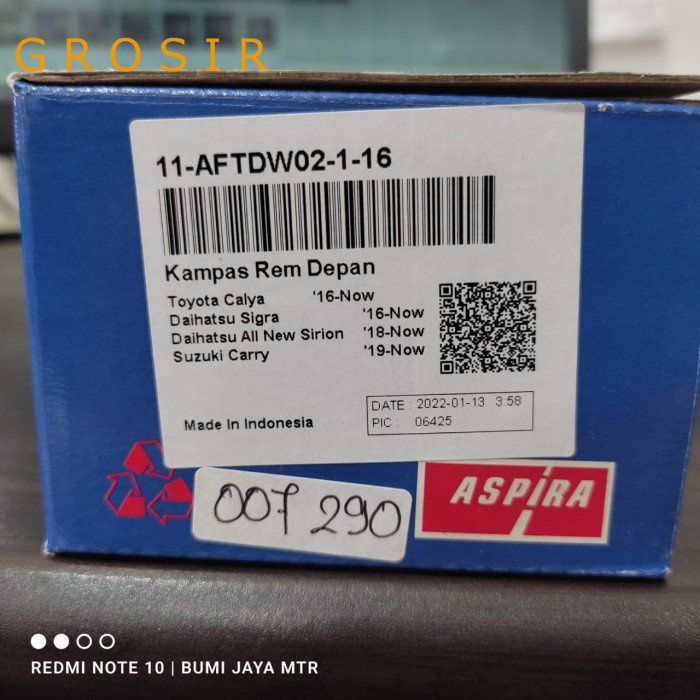 GROSIR
11-AFTDW02-1-16
Kampas Rem Depan
Toyota Calya '16-Now
Daihatsu Sigra '16-Now
Daihatsu All New Sirion '18-Now
Suzuki Carry '19-Now
Made In Indonesia
DATE : 2022-01-13 3:58
PIC : 06425
007 290
ASPIRA
REDMI NOTE 10 | BUMI JAYA MTR